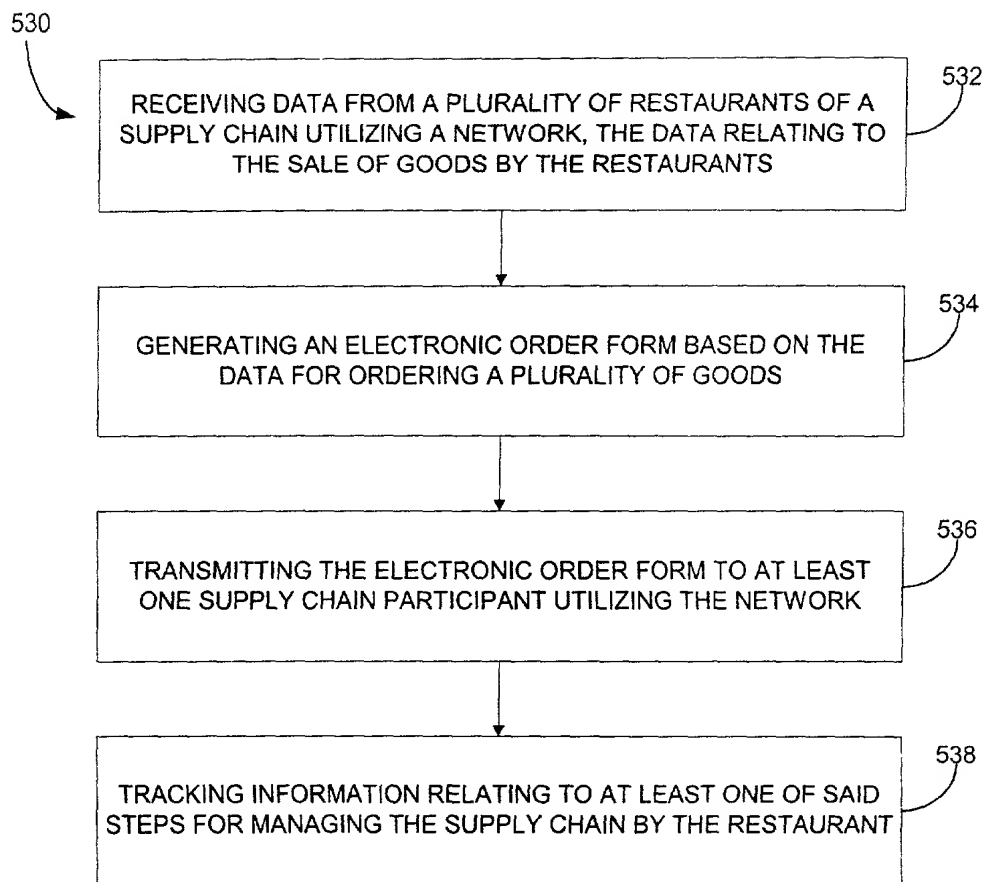 530
532
RECEIVING DATA FROM A PLURALITY OF RESTAURANTS OF A
SUPPLY CHAIN UTILIZING A NETWORK, THE DATA RELATING TO
THE SALE OF GOODS BY THE RESTAURANTS
534
GENERATING AN ELECTRONIC ORDER FORM BASED ON THE
DATA FOR ORDERING A PLURALITY OF GOODS
536
TRANSMITTING THE ELECTRONIC ORDER FORM TO AT LEAST
ONE SUPPLY CHAIN PARTICIPANT UTILIZING THE NETWORK
538
TRACKING INFORMATION RELATING TO AT LEAST ONE OF SAID
STEPS FOR MANAGING THE SUPPLY CHAIN BY THE RESTAURANT